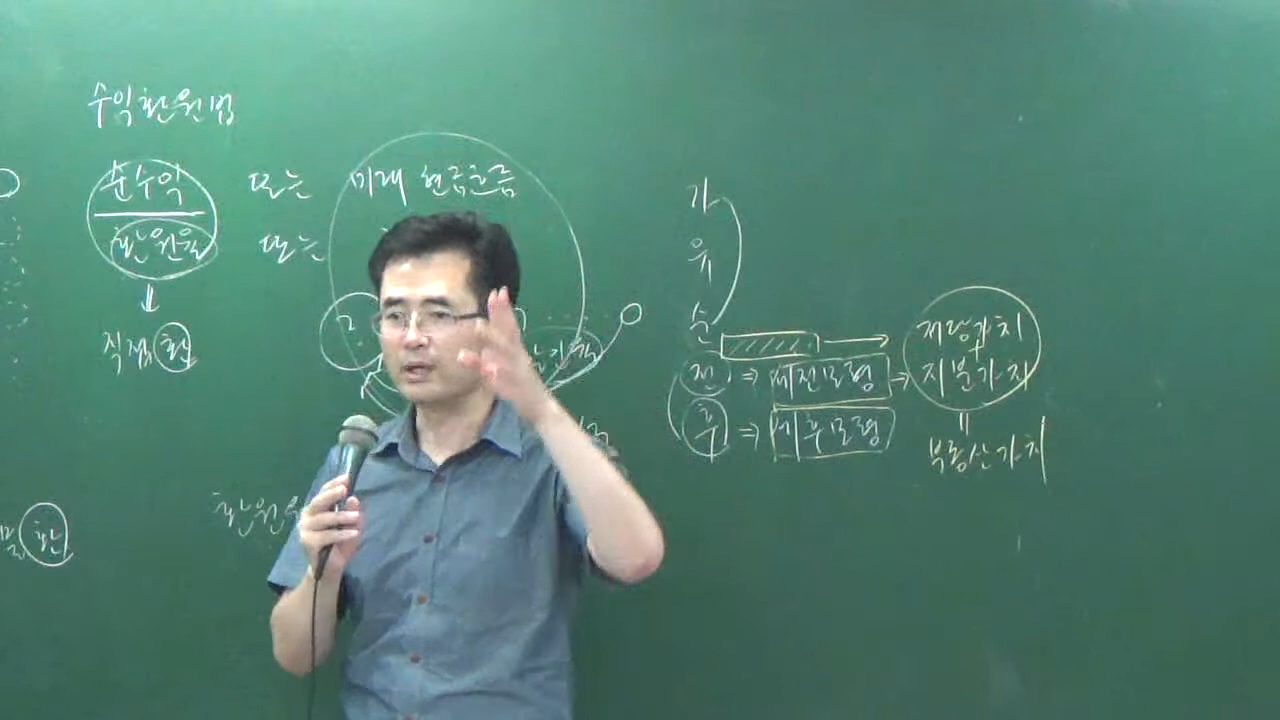 수익환원법
순수익 또는 미래 현금흐름
환원율 또는
↓
직접 환
환
환원
가
유
순
전 ⇒ 세전모형 →
후 ⇒ 세후모형
저당가치
+
지분가치
=
부동산가치